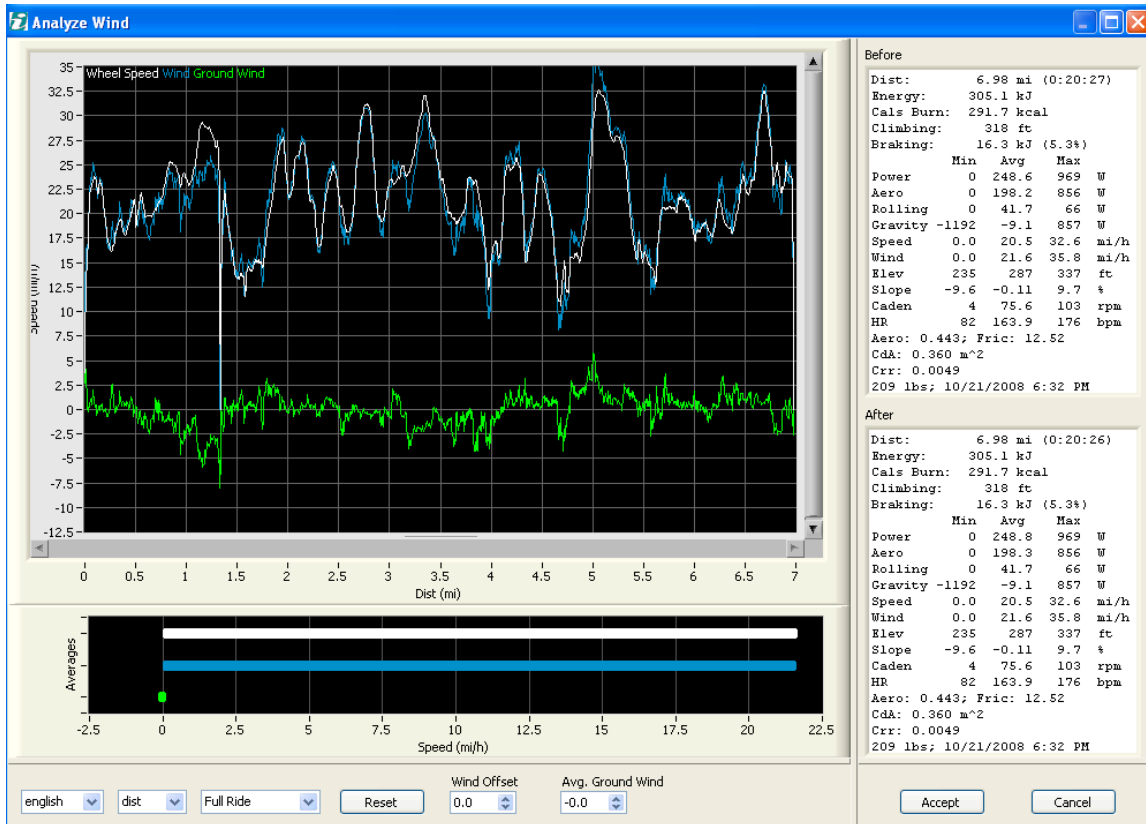 Analyze Wind
Wheel Speed Wind Ground Wind
35
32.5
30
27.5
25
22.5
20
17.5
15
12.5
10
7.5
5
2.5
0
-2.5
-5
-7.5
-10
-12.5
Speed (mi/h)
0 0.5 1 1.5 2 2.5 3 3.5 4 4.5 5 5.5 6 6.5 7
Dist (mi)
Averages
-2.5 0 2.5 5 7.5 10 12.5 15 17.5 20 22.5
Speed (mi/h)
Wind Offset Avg. Ground Wind
english dist Full Ride Reset 0.0 -0.0
Before
Dist: 6.98 mi (0:20:27)
Energy: 305.1 kJ
Cals Burn: 291.7 kcal
Climbing: 318 ft
Braking: 16.3 kJ (5.3%)
Min Avg Max
Power 0 248.6 969 W
Aero 0 198.2 856 W
Rolling 0 41.7 66 W
Gravity -1192 -9.1 857 W
Speed 0.0 20.5 32.6 mi/h
Wind 0.0 21.6 35.8 mi/h
Elev 235 287 337 ft
Slope -9.6 -0.11 9.7 %
Caden 4 75.6 103 rpm
HR 82 163.9 176 bpm
Aero: 0.443; Fric: 12.52
CdA: 0.360 m^2
Crr: 0.0049
209 lbs; 10/21/2008 6:32 PM
After
Dist: 6.98 mi (0:20:26)
Energy: 305.1 kJ
Cals Burn: 291.7 kcal
Climbing: 318 ft
Braking: 16.3 kJ (5.3%)
Min Avg Max
Power 0 248.8 969 W
Aero 0 198.3 856 W
Rolling 0 41.7 66 W
Gravity -1192 -9.1 857 W
Speed 0.0 20.5 32.6 mi/h
Wind 0.0 21.6 35.8 mi/h
Elev 235 287 337 ft
Slope -9.6 -0.11 9.7 %
Caden 4 75.6 103 rpm
HR 82 163.9 176 bpm
Aero: 0.443; Fric: 12.52
CdA: 0.360 m^2
Crr: 0.0049
209 lbs; 10/21/2008 6:32 PM
Accept Cancel